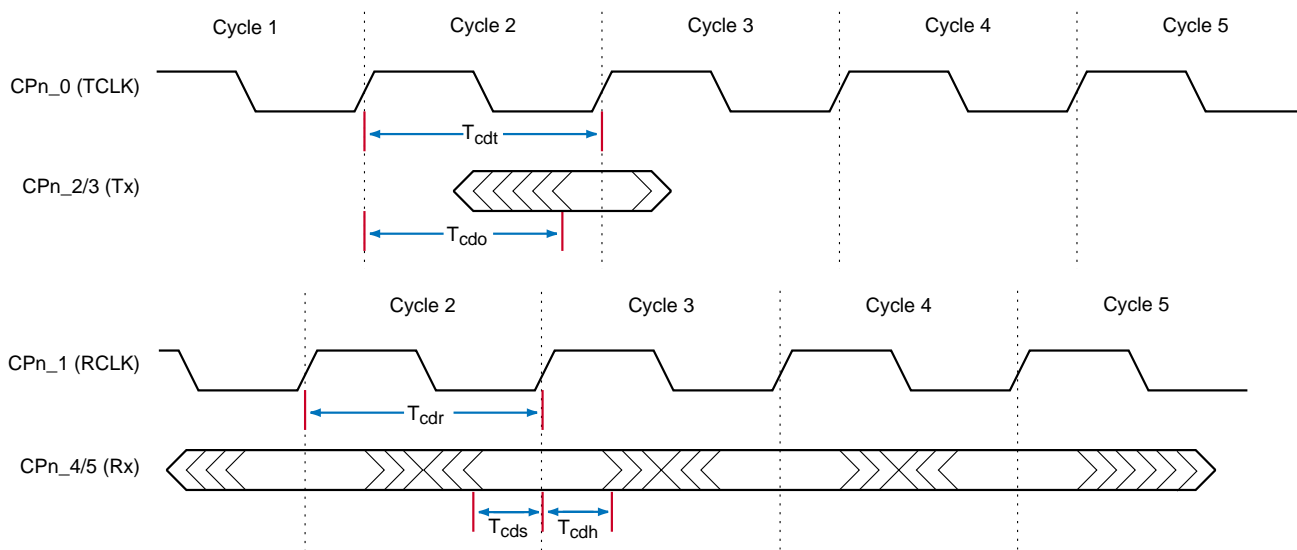 Cycle 1 Cycle 2 Cycle 3 Cycle 4 Cycle 5
CPn_0 (TCLK)
Tcdt
CPn_2/3 (Tx)
Tcdo
Cycle 2 Cycle 3 Cycle 4 Cycle 5
CPn_1 (RCLK)
Tcdr
CPn_4/5 (Rx)
Tcds Tcdh